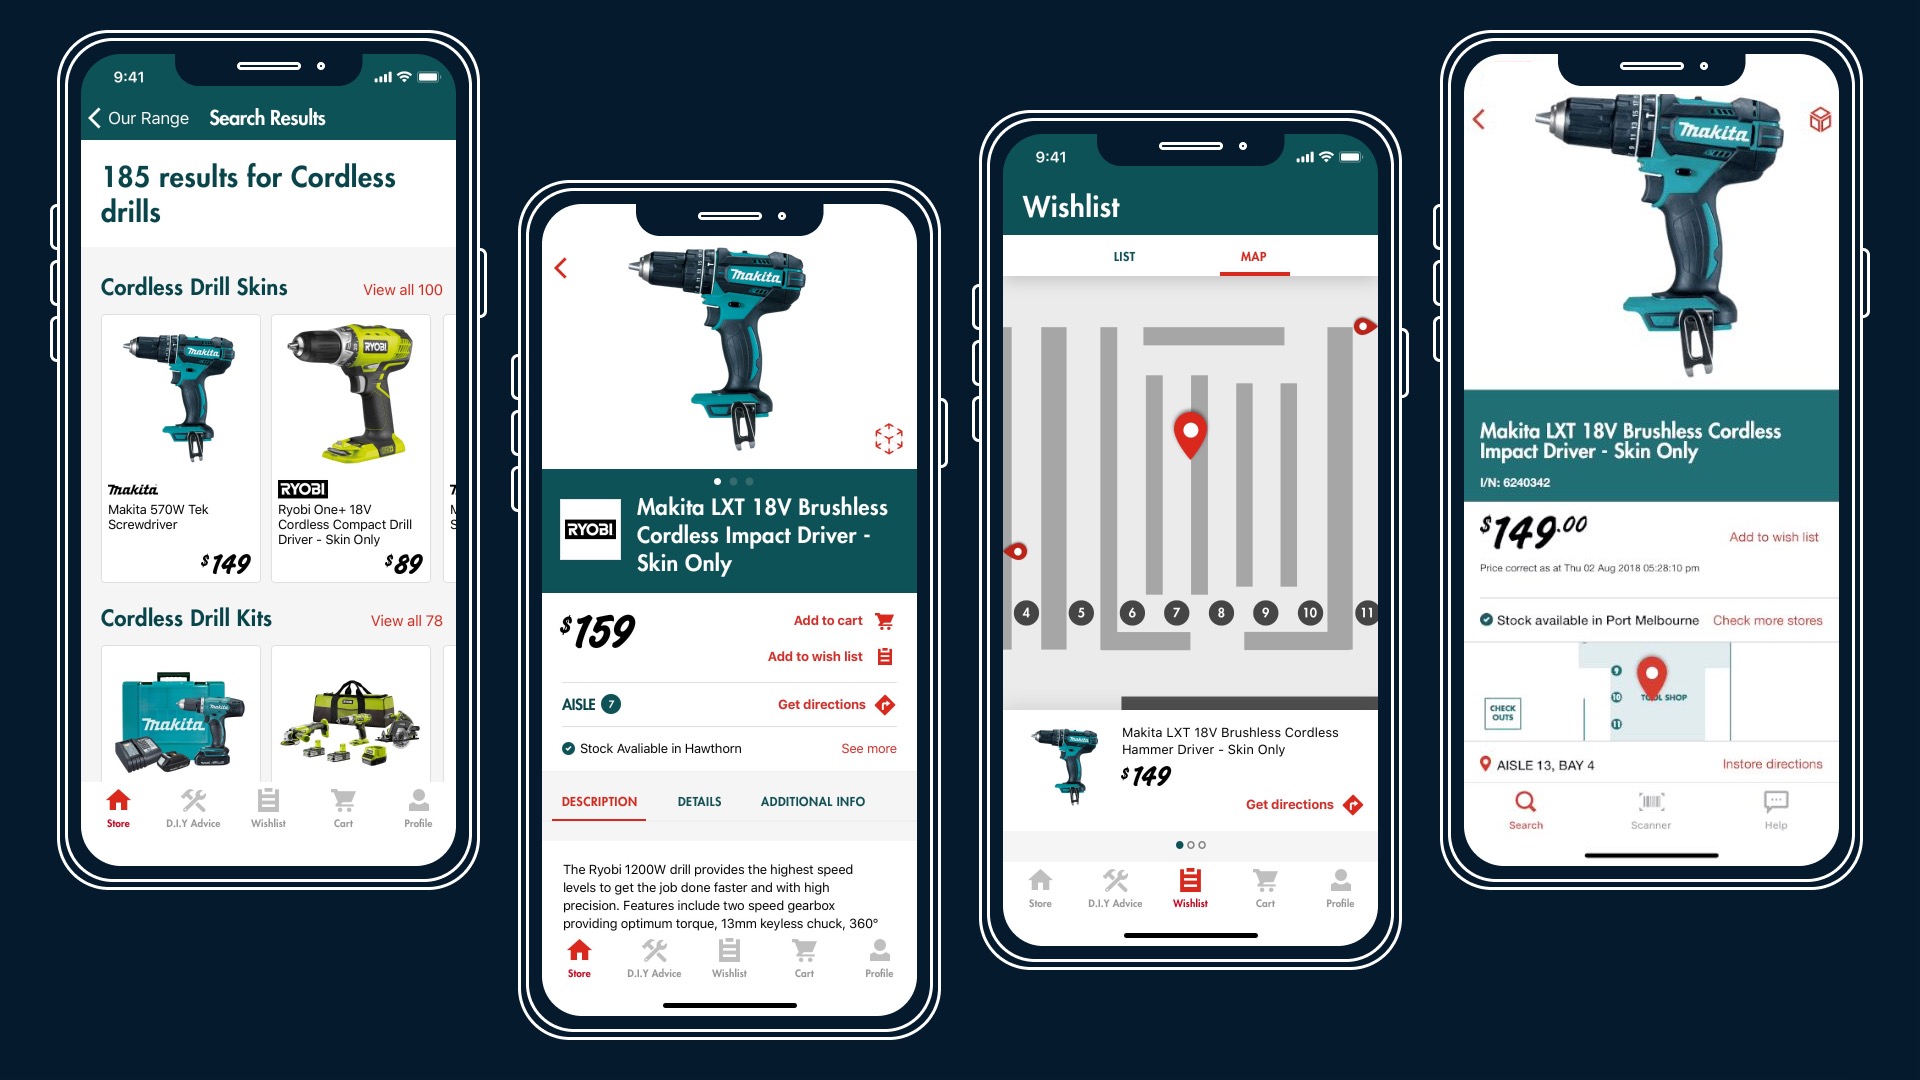 9:41
Our Range Search Results
185 results for Cordless
drills
Cordless Drill Skins View all 100
Makita
RYOBI
Makita
Makita 570W Tek
Screwdriver
$149
RYOBI
Ryobi One+ 18V
Cordless Compact Drill
Driver - Skin Only
$89
M
S
Cordless Drill Kits View all 78
Makita
Store D.I.Y Advice Wishlist Cart Profile
Makita
RYOBI
Makita LXT 18V Brushless
Cordless Impact Driver -
Skin Only
$159
Add to cart
Add to wish list
AISLE 7 Get directions
Stock Avaliable in Hawthorn See more
DESCRIPTION DETAILS ADDITIONAL INFO
The Ryobi 1200W drill provides the highest speed
levels to get the job done faster and with high
precision. Features include two speed gearbox
providing optimum torque, 13mm keyless chuck, 360°
Store D.I.Y Advice Wishlist Cart Profile
9:41
Wishlist
LIST MAP
4 5 6 7 8 9 10 11
Makita LXT 18V Brushless Cordless
Hammer Driver - Skin Only
$149
Get directions
Store D.I.Y Advice Wishlist Cart Profile
Makita
Makita LXT 18V Brushless Cordless
Impact Driver - Skin Only
I/N: 6240342
$149.00
Add to wish list
Price correct as at Thu 02 Aug 2018 05:28:10 pm
Stock available in Port Melbourne Check more stores
9
10 TOOL SHOP
CHECK
OUTS
11
AISLE 13, BAY 4 Instore directions
Search Scanner Help